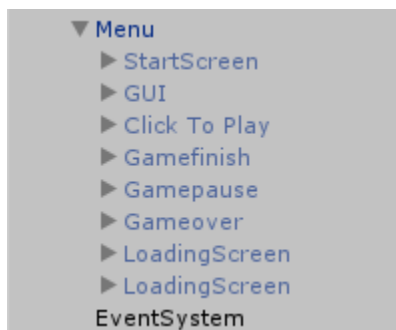 Menu
StartScreen
GUI
Click To Play
Gamefinish
Gamepause
Gameover
LoadingScreen
LoadingScreen
EventSystem